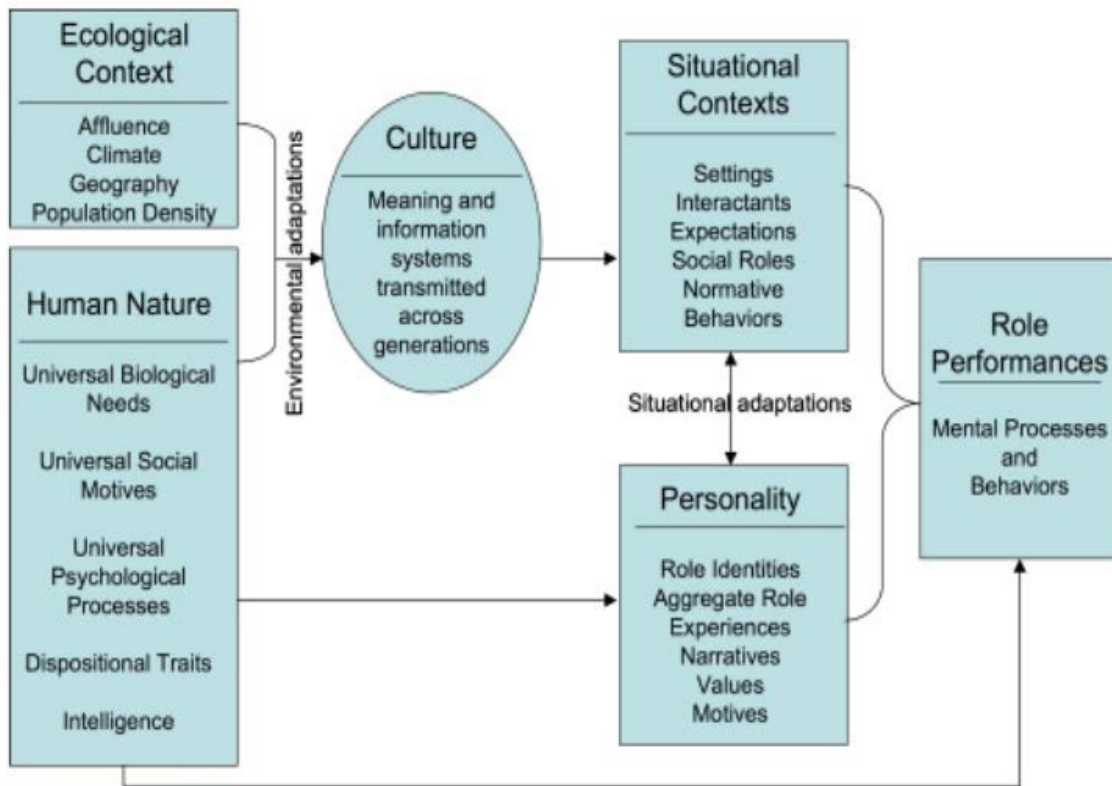 Ecological
Context
Affluence
Climate
Geography
Population Density
Human Nature
Universal Biological
Needs
Universal Social
Motives
Universal
Psychological
Processes
Dispositional Traits
Intelligence
Environmental adaptations
Culture
Meaning and
information
systems
transmitted
across
generations
Situational
Contexts
Settings
Interactants
Expectations
Social Roles
Normative
Behaviors
Situational adaptations
Personality
Role Identities
Aggregate Role
Experiences
Narratives
Values
Motives
Role
Performances
Mental Processes
and
Behaviors